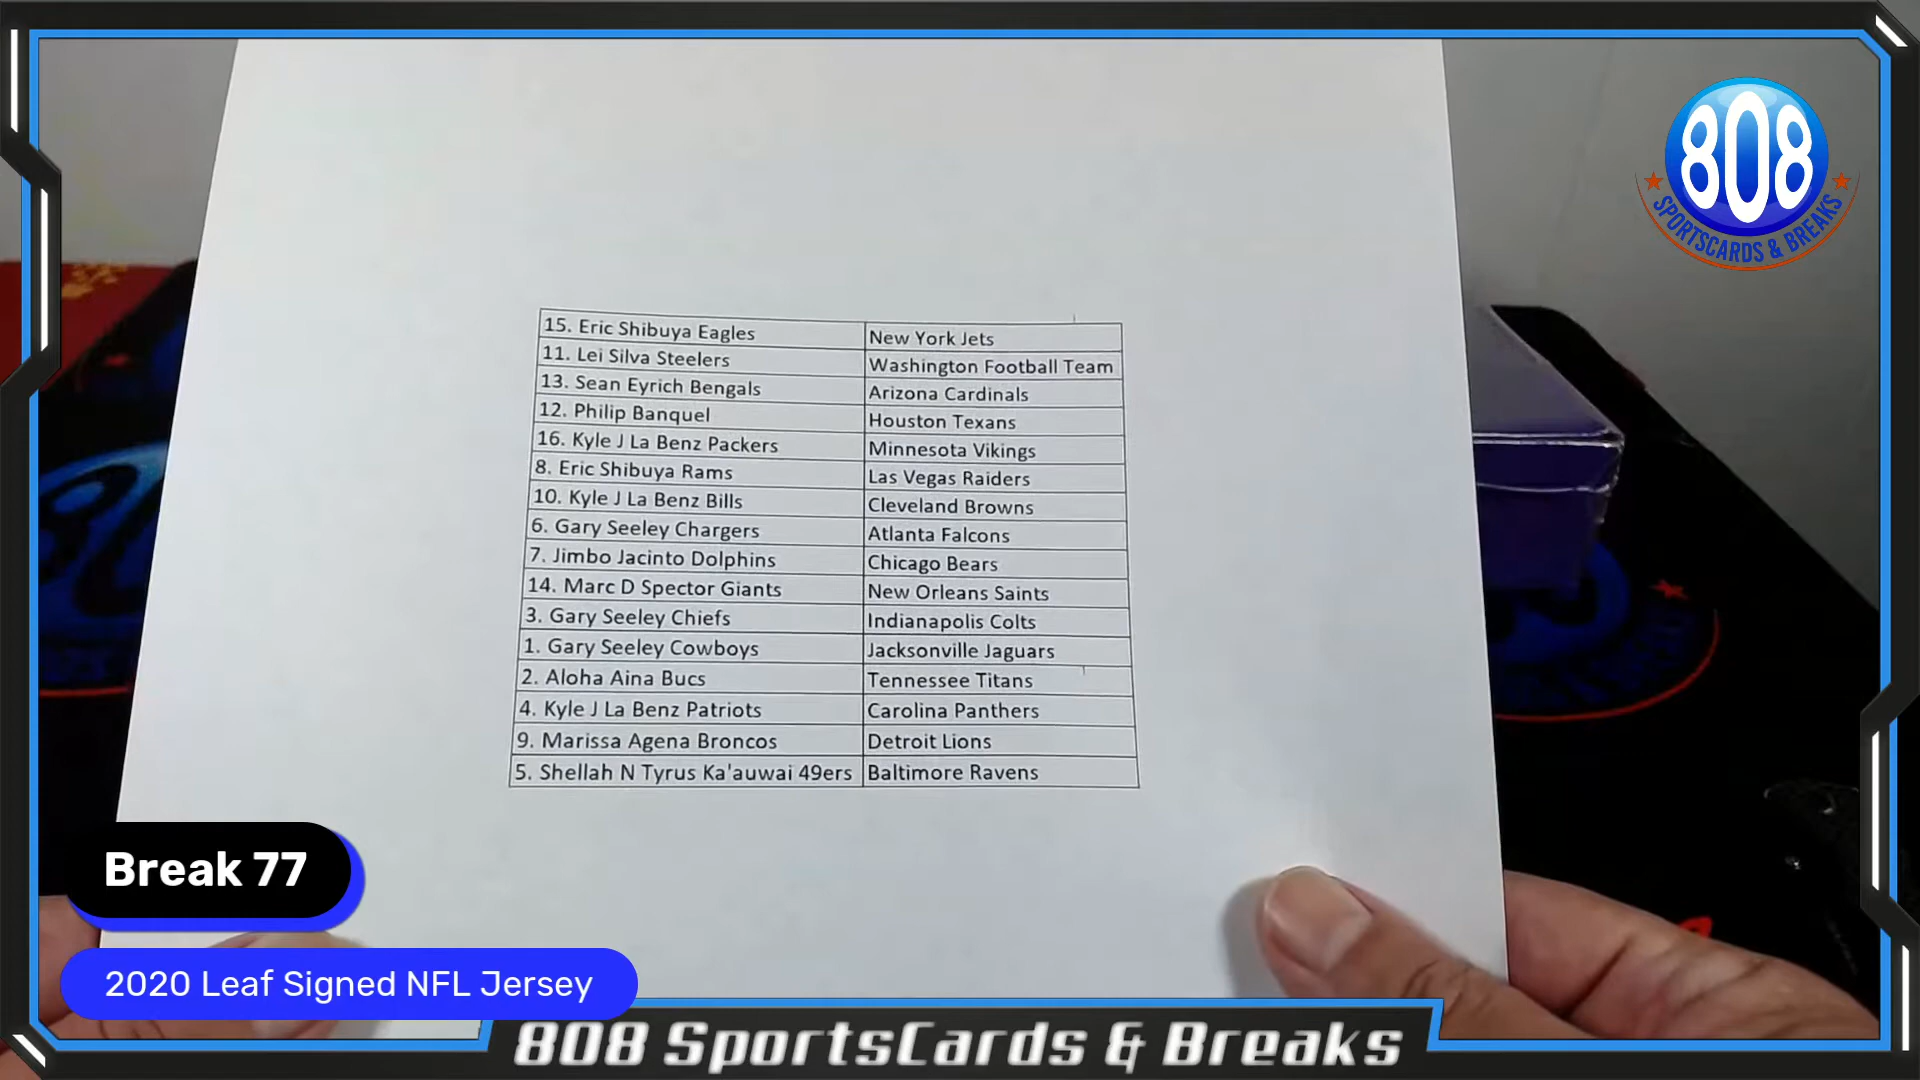 808
SPORTSCARDS & BREAKS
15. Eric Shibuya Eagles New York Jets
11. Lei Silva Steelers Washington Football Team
13. Sean Eyrich Bengals Arizona Cardinals
12. Philip Banquel Houston Texans
16. Kyle J La Benz Packers Minnesota Vikings
8. Eric Shibuya Rams Las Vegas Raiders
10. Kyle J La Benz Bills Cleveland Browns
6. Gary Seeley Chargers Atlanta Falcons
7. Jimbo Jacinto Dolphins Chicago Bears
14. Marc D Spector Giants New Orleans Saints
3. Gary Seeley Chiefs Indianapolis Colts
1. Gary Seeley Cowboys Jacksonville Jaguars
2. Aloha Aina Bucs Tennessee Titans
4. Kyle J La Benz Patriots Carolina Panthers
9. Marissa Agena Broncos Detroit Lions
5. Shellah N Tyrus Ka'auwai 49ers Baltimore Ravens
Break 77
2020 Leaf Signed NFL Jersey
808 SportsCards & Breaks